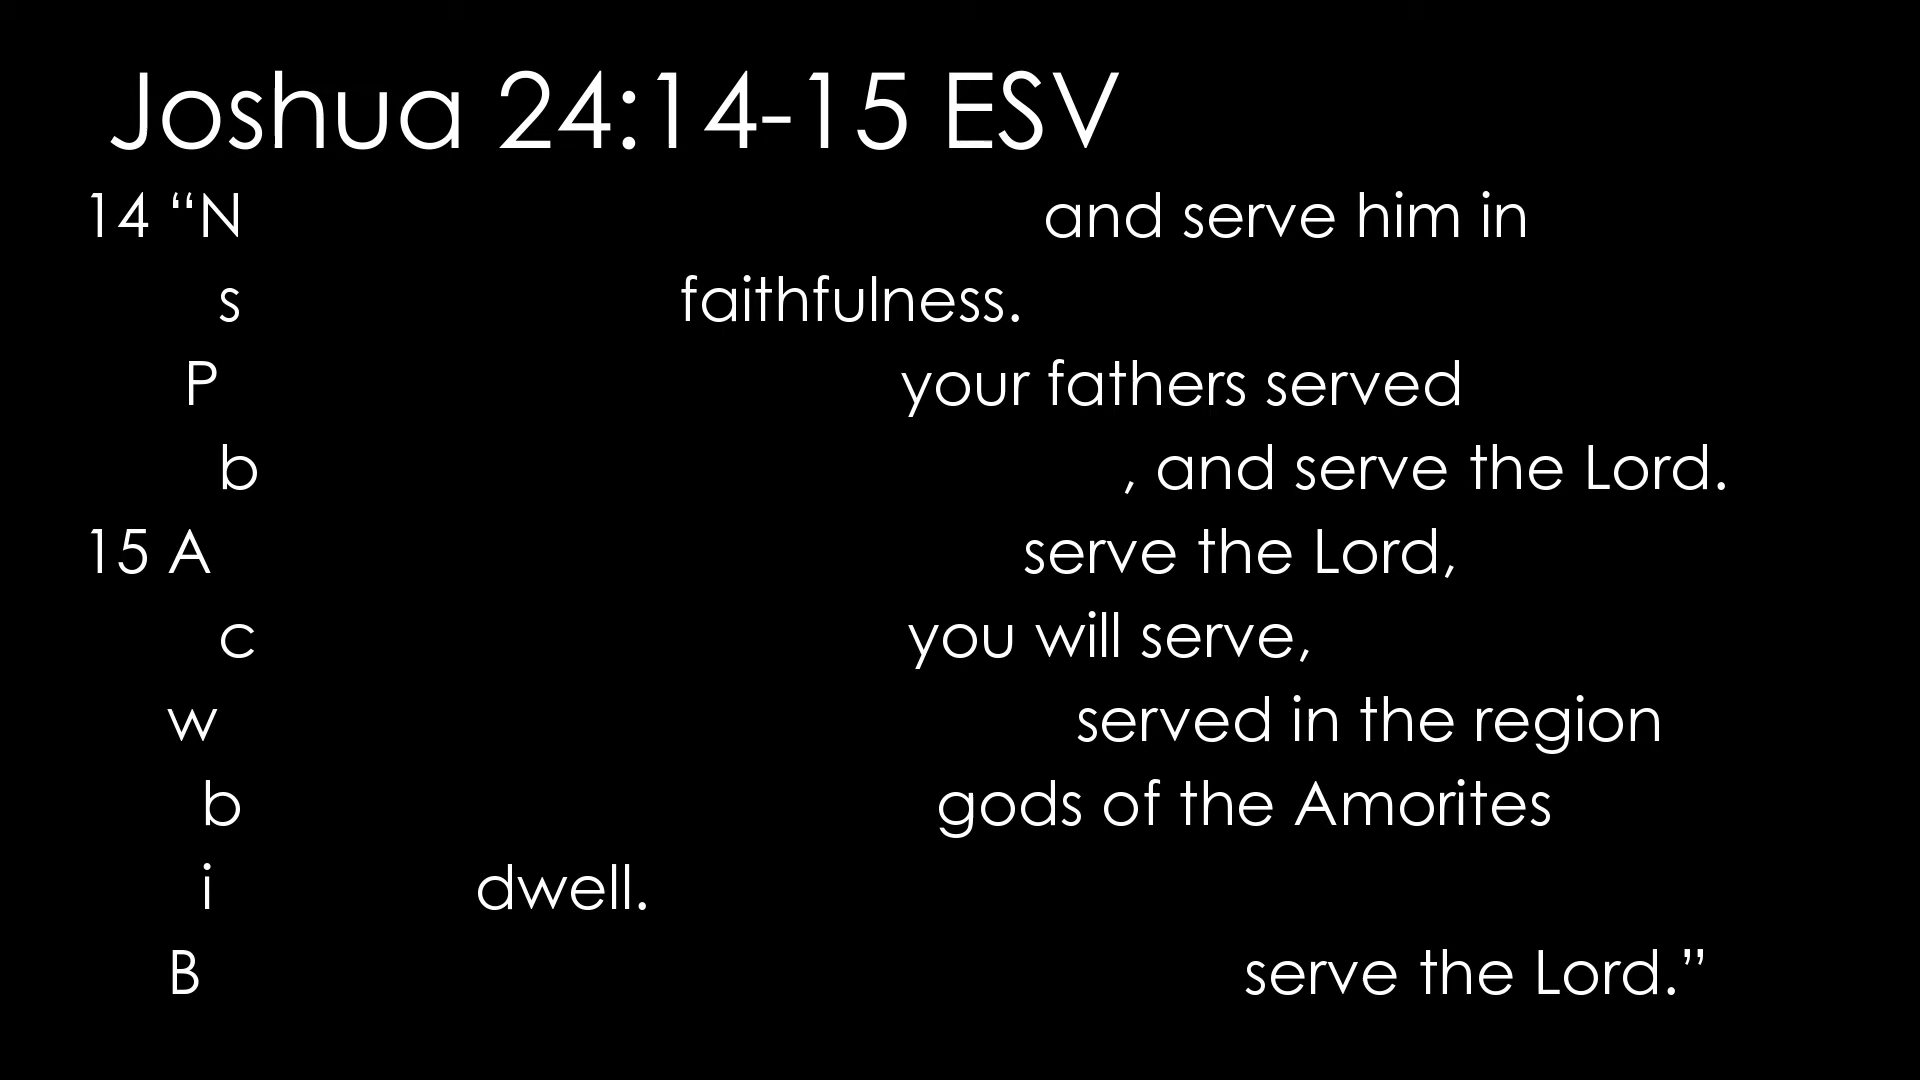 Joshua 24:14-15 ESV
14 “N and serve him in
s faithfulness.
P your fathers served
b , and serve the Lord.
15 A serve the Lord,
c you will serve,
w served in the region
b gods of the Amorites
i dwell.
B serve the Lord.”